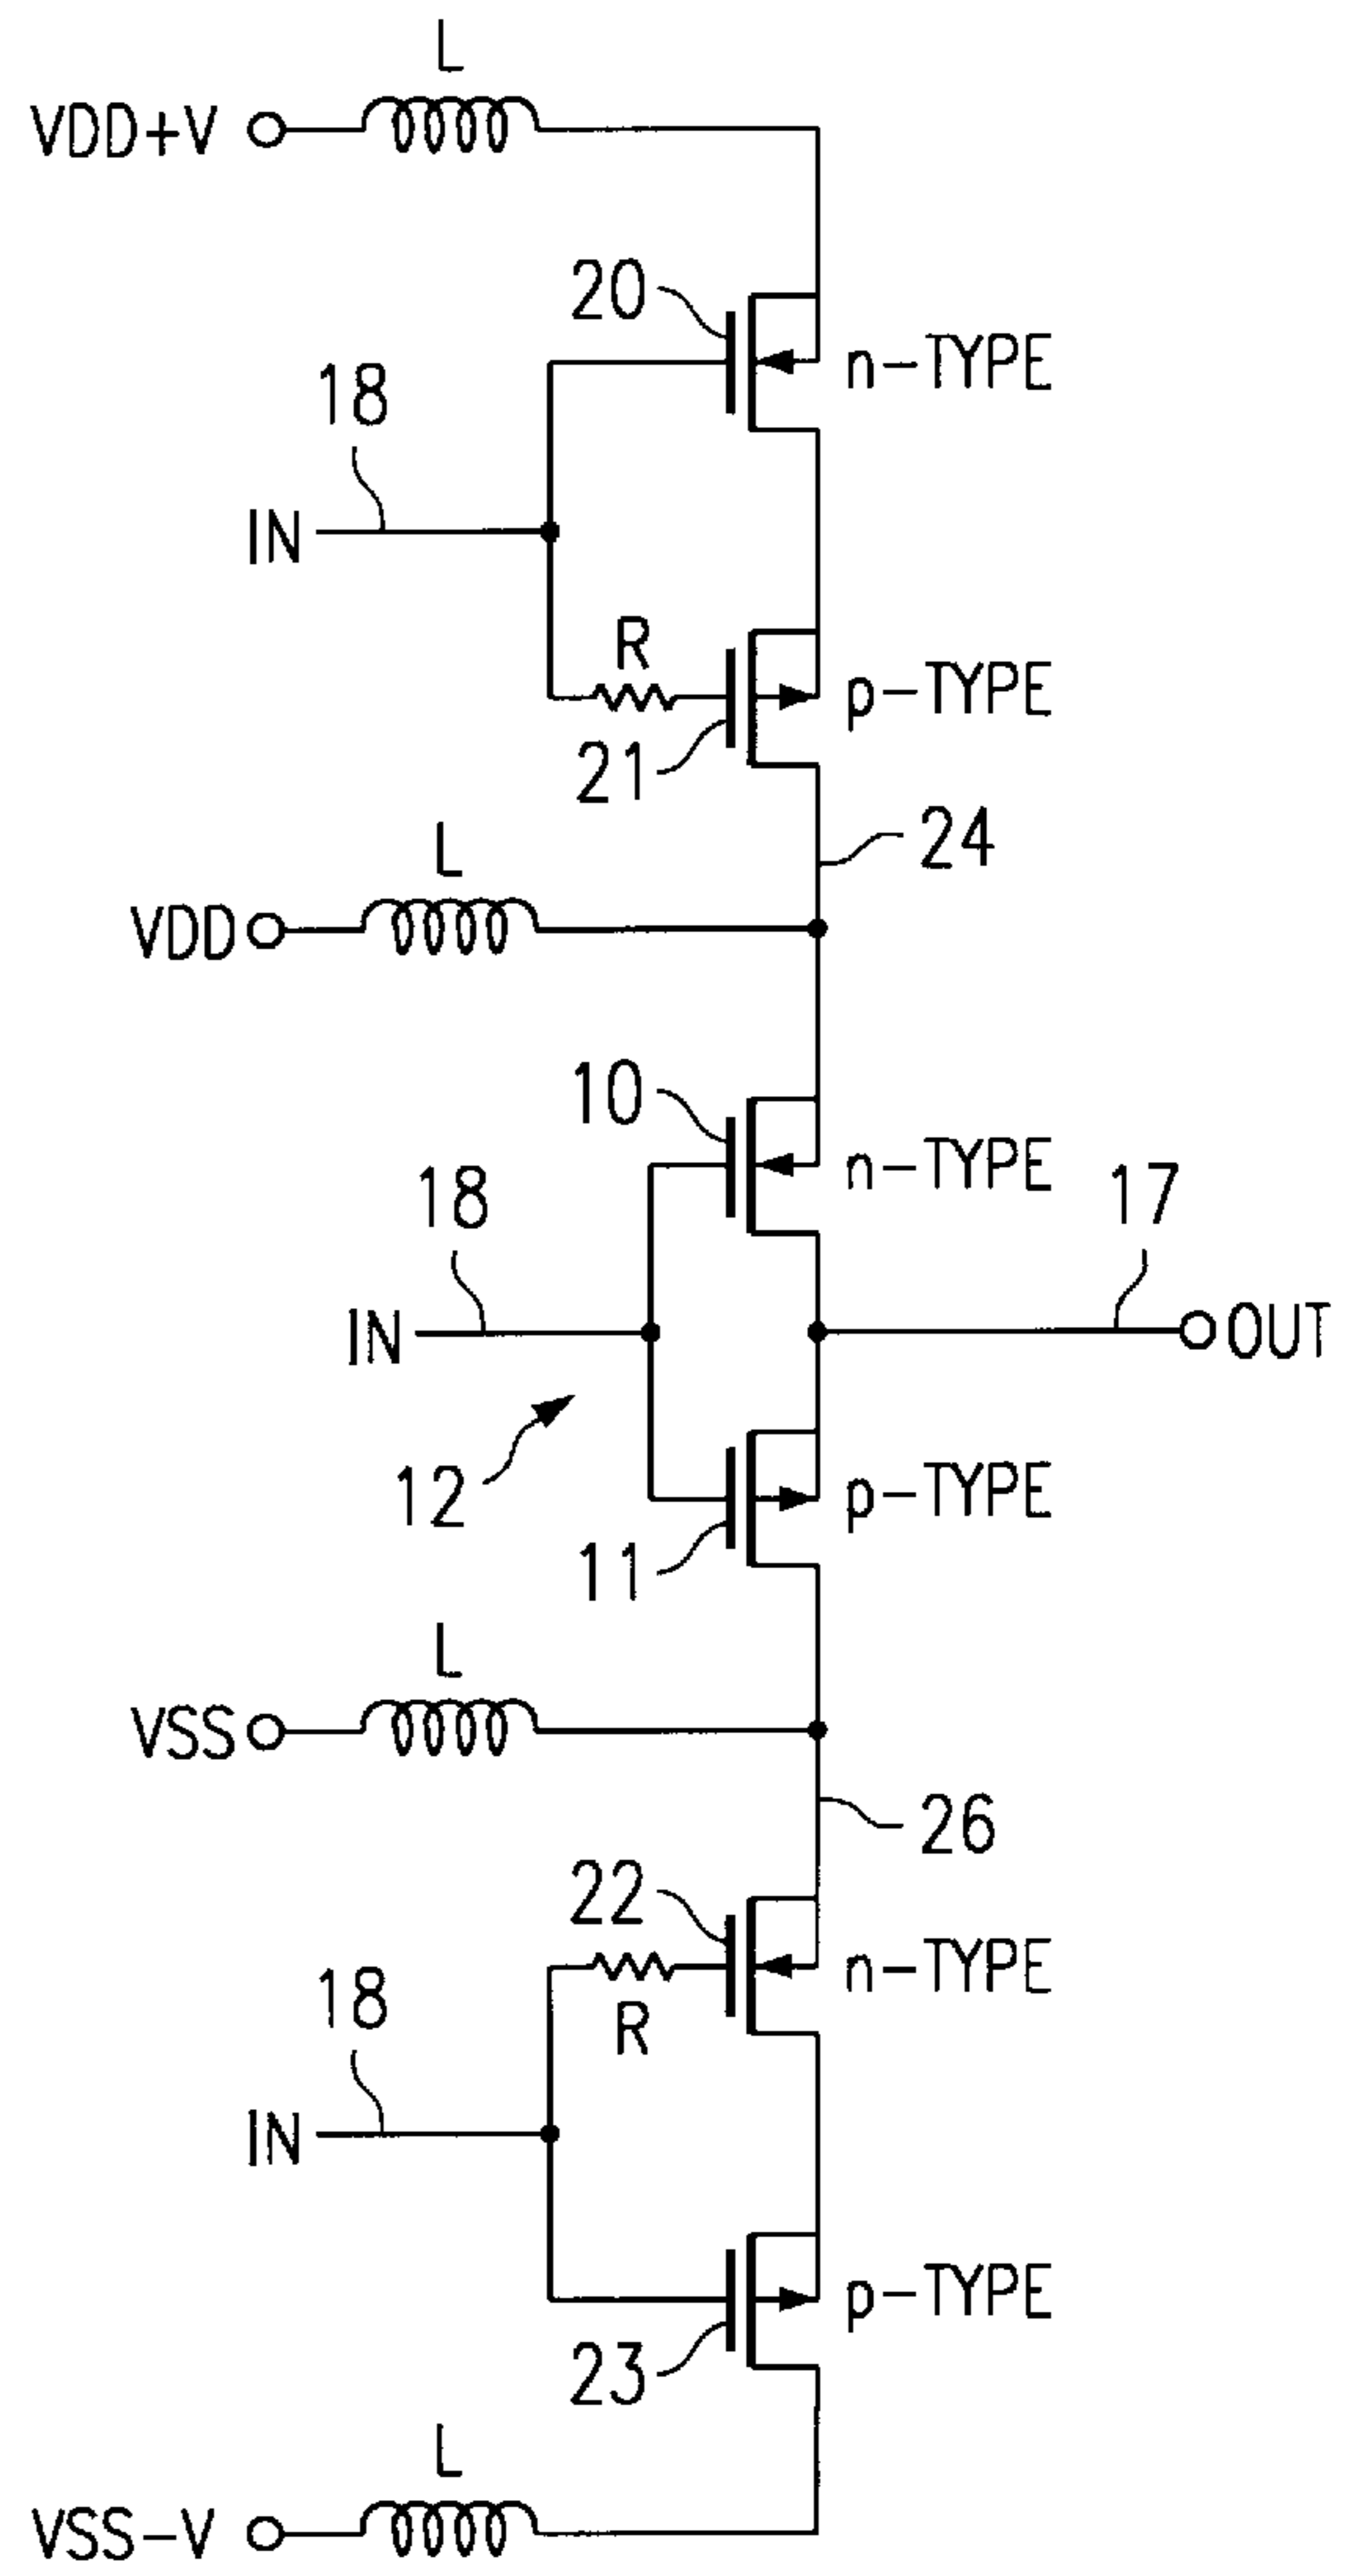 L
VDD+V
20
n-TYPE
18
IN
R
p-TYPE
21
24
L
VDD
10
n-TYPE
18
17
IN
OUT
12
p-TYPE
11
L
VSS
26
22
n-TYPE
18
R
IN
p-TYPE
23
L
VSS-V